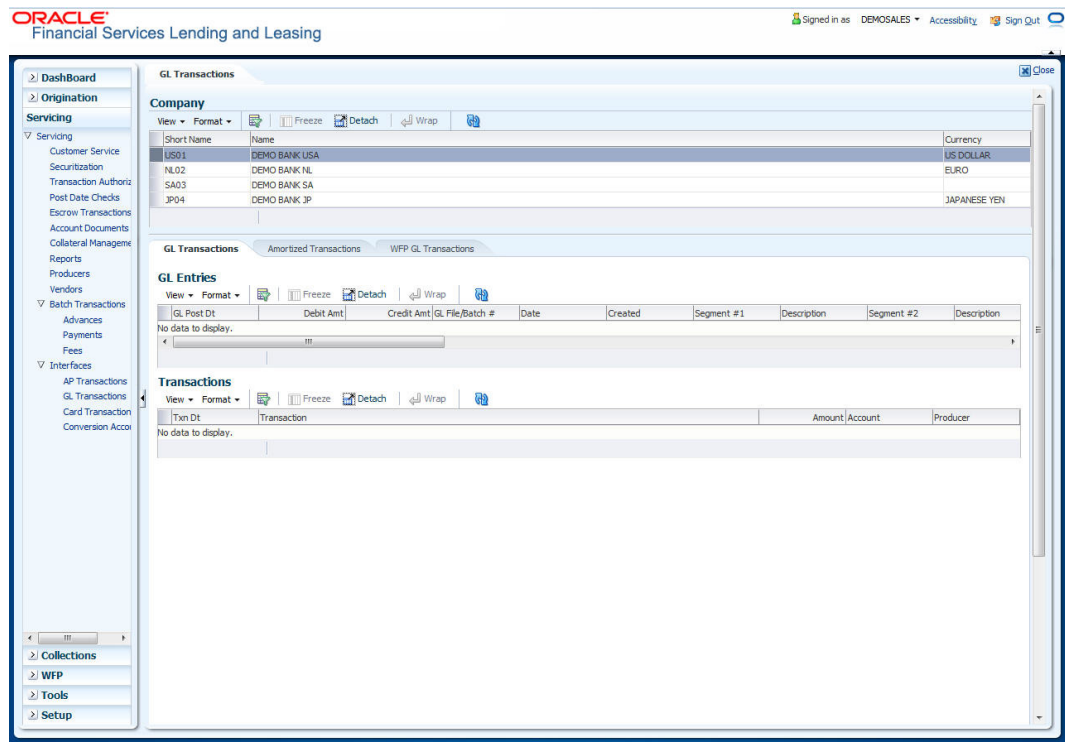 ORACLE
Financial Services Lending and Leasing
Signed in as DEMOSALES Accessibility Sign Out
Close
DashBoard
Origination
Servicing
Servicing
Customer Service
Securitization
Transaction Authoriz
Post Date Checks
Escrow Transactions
Account Documents
Collateral Manageme
Reports
Producers
Vendors
Batch Transactions
Advances
Payments
Fees
Interfaces
AP Transactions
GL Transactions
Card Transaction
Conversion Accou
Collections
WFP
Tools
Setup
GL Transactions
Company
View Format Freeze Detach Wrap
Short Name Name Currency
US01 DEMO BANK USA US DOLLAR
NL02 DEMO BANK NL EURO
SA03 DEMO BANK SA
JP04 DEMO BANK JP JAPANESE YEN
GL Transactions Amortized Transactions WFP GL Transactions
GL Entries
View Format Freeze Detach Wrap
GL Post Dt Debit Amt Credit Amt GL File/Batch # Date Created Segment #1 Description Segment #2 Description
No data to display.
Transactions
View Format Freeze Detach Wrap
Txn Dt Transaction Amount Account Producer
No data to display.